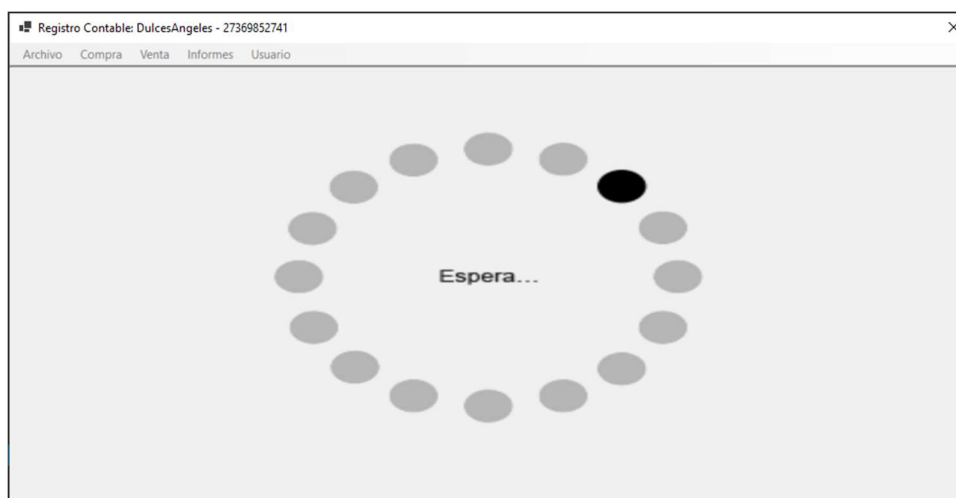 Registro Contable: DulcesAngeles - 27369852741
Archivo Compra Venta Informes Usuario
Espera...